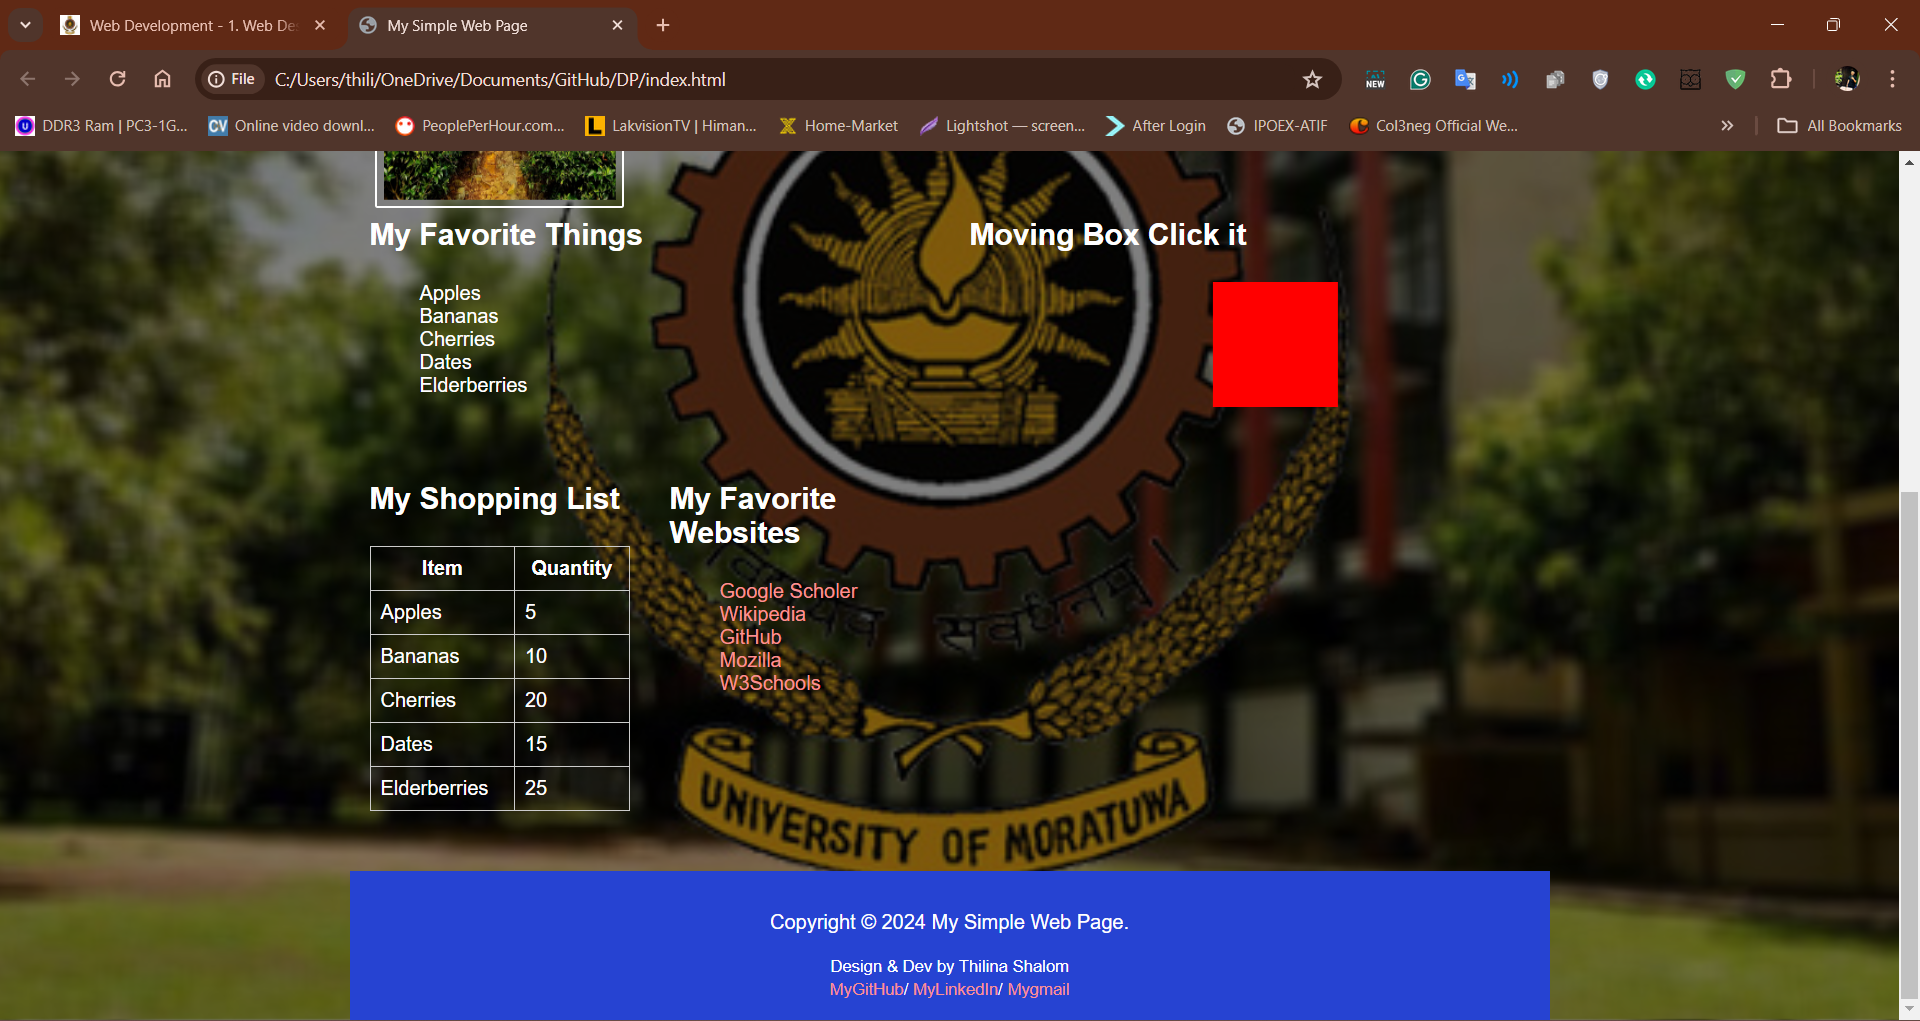 Web Development - 1. Web Des
My Simple Web Page
File
C:/Users/thili/OneDrive/Documents/GitHub/DP/index.html
NEW
DDR3 Ram | PC3-1G...
CV Online video downl...
PeoplePerHour.com...
L LakvisionTV | Himan...
Home-Market
Lightshot — screen...
After Login
IPOEX-ATIF
Col3neg Official We...
All Bookmarks
My Favorite Things
Apples
Bananas
Cherries
Dates
Elderberries
Moving Box Click it
My Shopping List
Item Quantity
Apples 5
Bananas 10
Cherries 20
Dates 15
Elderberries 25
My Favorite
Websites
Google Scholer
Wikipedia
GitHub
Mozilla
W3Schools
UNIVERSITY OF MORATUWA
Copyright © 2024 My Simple Web Page.
Design & Dev by Thilina Shalom
MyGitHub/ MyLinkedIn/ Mygmail